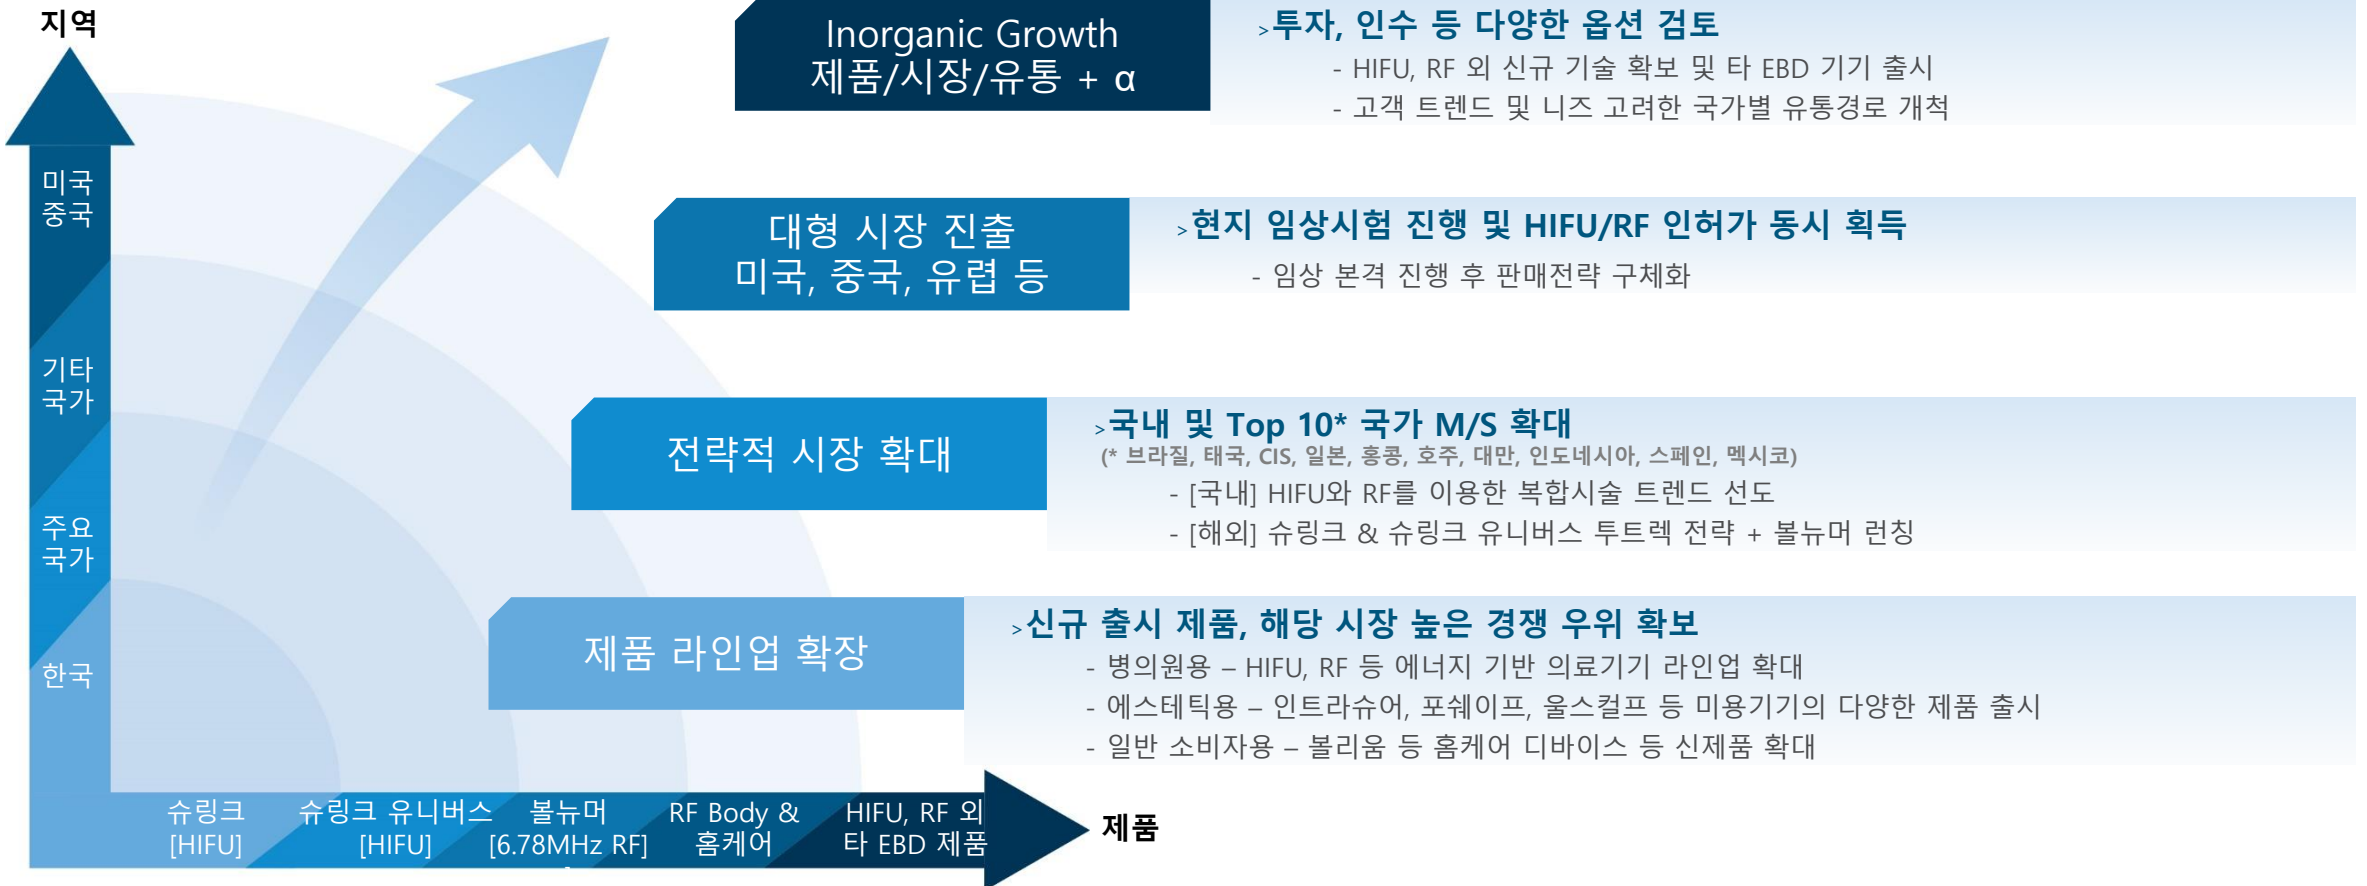 지역
Inorganic Growth
제품/시장/유통 + α
>투자, 인수 등 다양한 옵션 검토
- HIFU, RF 외 신규 기술 확보 및 타 EBD 기기 출시
- 고객 트렌드 및 니즈 고려한 국가별 유통경로 개척
미국
중국
대형 시장 진출
미국, 중국, 유렵 등
>현지 임상시험 진행 및 HIFU/RF 인허가 동시 획득
- 임상 본격 진행 후 판매전략 구체화
기타
국가
전략적 시장 확대
>국내 및 Top 10* 국가 M/S 확대
(* 브라질, 태국, CIS, 일본, 홍콩, 호주, 대만, 인도네시아, 스페인, 멕시코)
- [국내] HIFU와 RF를 이용한 복합시술 트렌드 선도
- [해외] 슈링크 & 슈링크 유니버스 투트렉 전략 + 볼뉴머 런칭
주요
국가
제품 라인업 확장
>신규 출시 제품, 해당 시장 높은 경쟁 우위 확보
- 병의원용 – HIFU, RF 등 에너지 기반 의료기기 라인업 확대
- 에스테틱용 – 인트라슈어, 포쉐이프, 울스컬프 등 미용기기의 다양한 제품 출시
- 일반 소비자용 – 볼리움 등 홈케어 디바이스 등 신제품 확대
한국
슈링크
[HIFU]
슈링크 유니버스
[HIFU]
볼뉴머
[6.78MHz RF]
RF Body &
홈케어
HIFU, RF 외
타 EBD 제품
제품